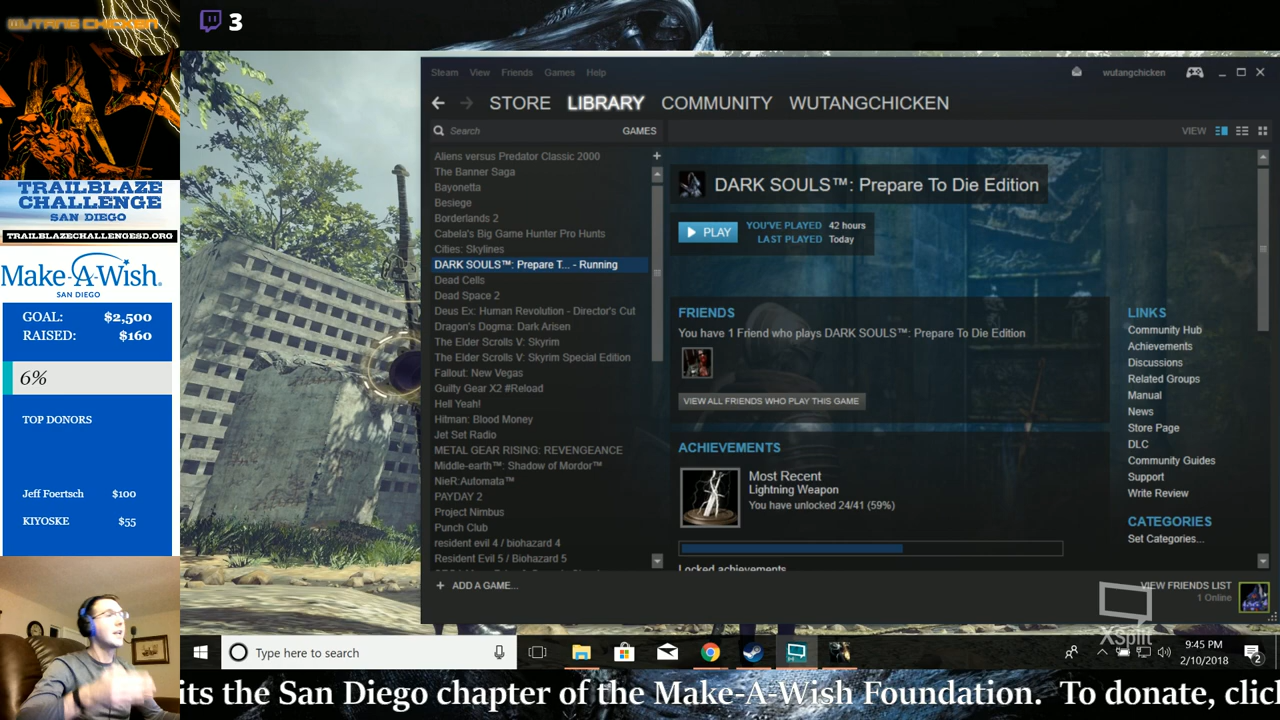 WUTANG CHICKEN
3
TRAILBLAZE
CHALLENGE
SAN DIEGO
TRAILBLAZECHALLENGESD.ORG
Make-A-Wish.
SAN DIEGO
GOAL: $2,500
RAISED: $160
6%
TOP DONORS
Jeff Foertsch $100
KIYOSKE $55
Steam View Friends Games Help
wutangchicken
STORE LIBRARY COMMUNITY WUTANGCHICKEN
Search GAMES
VIEW
Aliens versus Predator Classic 2000
The Banner Saga
Bayonetta
Besiege
Borderlands 2
Cabela's Big Game Hunter Pro Hunts
Cities: Skylines
DARK SOULS™: Prepare T... - Running
Dead Cells
Dead Space 2
Deus Ex: Human Revolution - Director's Cut
Dragon's Dogma: Dark Arisen
The Elder Scrolls V: Skyrim
The Elder Scrolls V: Skyrim Special Edition
Fallout: New Vegas
Guilty Gear X2 #Reload
Hell Yeah!
Hitman: Blood Money
Jet Set Radio
METAL GEAR RISING: REVENGEANCE
Middle-earth™: Shadow of Mordor™
NieR:Automata™
PAYDAY 2
Project Nimbus
Punch Club
resident evil 4 / biohazard 4
Resident Evil 5 / Biohazard 5
+ ADD A GAME...
DARK SOULS™: Prepare To Die Edition
PLAY
YOU'VE PLAYED 42 hours
LAST PLAYED Today
FRIENDS
You have 1 Friend who plays DARK SOULS™: Prepare To Die Edition
VIEW ALL FRIENDS WHO PLAY THIS GAME
ACHIEVEMENTS
Most Recent
Lightning Weapon
You have unlocked 24/41 (59%)
Locked achievements
LINKS
Community Hub
Achievements
Discussions
Related Groups
Manual
News
Store Page
DLC
Community Guides
Support
Write Review
CATEGORIES
Set Categories...
VIEW FRIENDS LIST
1 Online
XSplit
Type here to search
9:45 PM
2/10/2018
2
its the San Diego chapter of the Make-A-Wish Foundation. To donate, clic